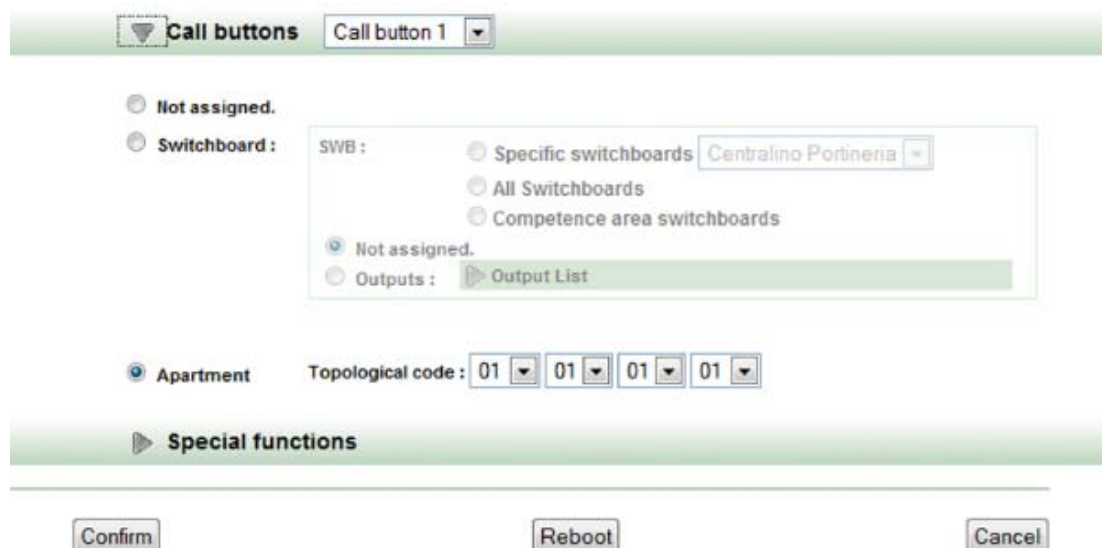 Call buttons Call button 1
Not assigned.
Switchboard :
SWB :
Specific switchboards Centralino Portineria
All Switchboards
Competence area switchboards
Not assigned.
Outputs : Output List
Apartment Topological code : 01 01 01 01
Special functions
Confirm Reboot Cancel